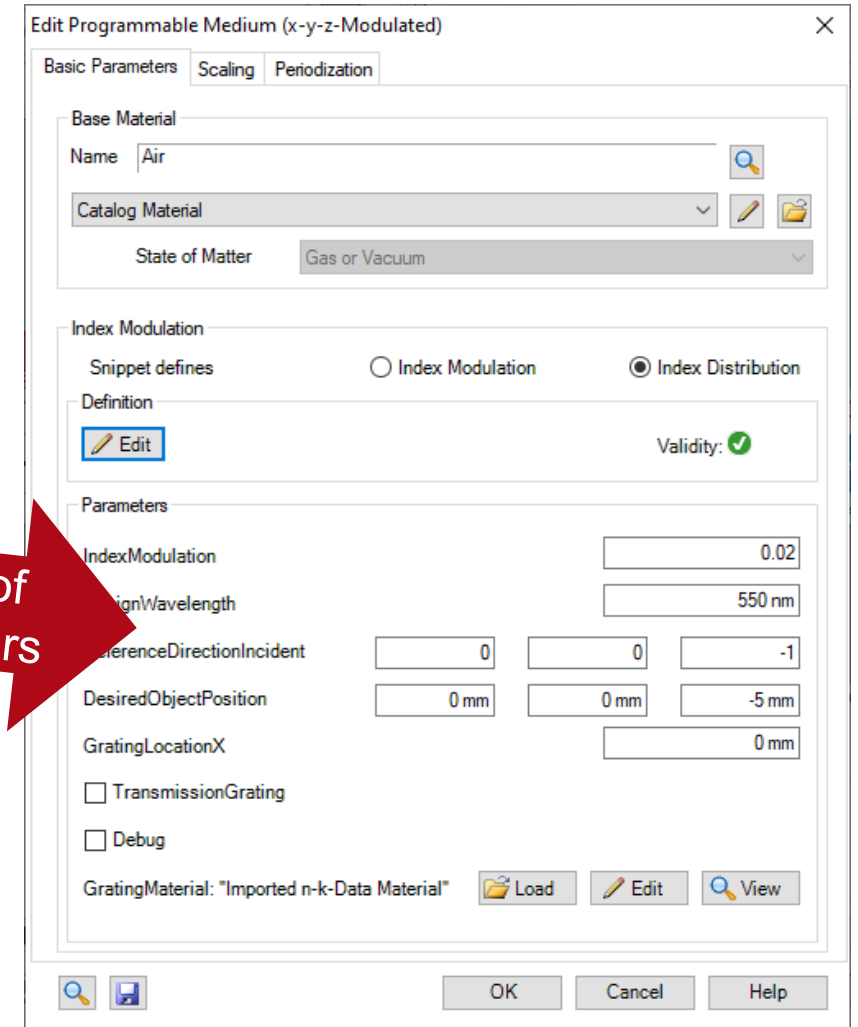 Edit Programmable Medium (x-y-z-Modulated)
Basic Parameters Scaling Periodization
Base Material
Name Air
Catalog Material
State of Matter Gas or Vacuum
Index Modulation
Snippet defines Index Modulation Index Distribution
Definition
Edit Validity:
Parameters
IndexModulation 0.02
of
ignWavelength 550 nm
rs
erenceDirectionIncident 0 0 -1
DesiredObjectPosition 0 mm 0 mm -5 mm
GratingLocationX 0 mm
TransmissionGrating
Debug
GratingMaterial: "Imported n-k-Data Material" Load Edit View
OK Cancel Help